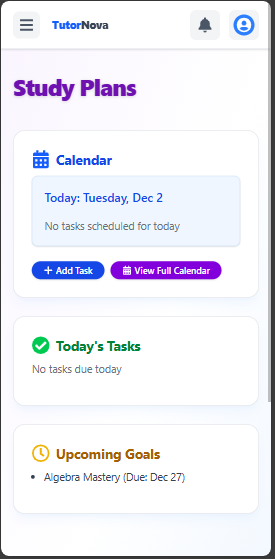 TutorNova
Study Plans
Calendar
Today: Tuesday, Dec 2
No tasks scheduled for today
+ Add Task
View Full Calendar
Today's Tasks
No tasks due today
Upcoming Goals
• Algebra Mastery (Due: Dec 27)